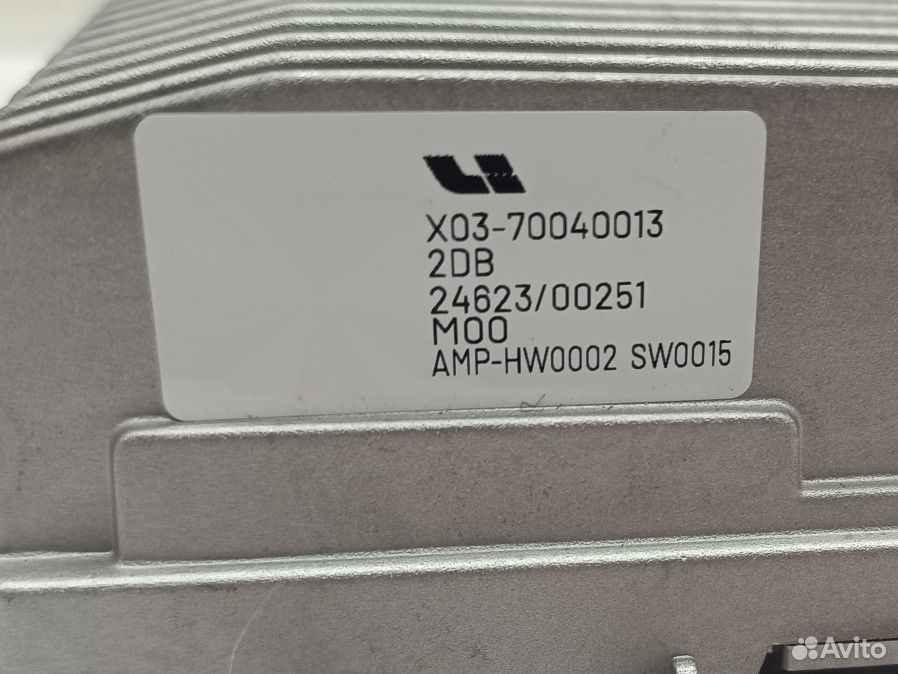 X03-70040013
2DB
24623/00251
M00
AMP-HW0002 SW0015
Avito